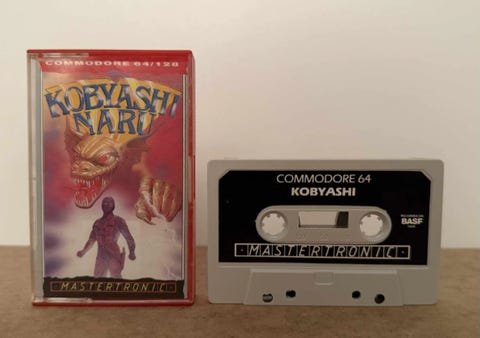 COMMODORE 64/128
KOBYASHI
NARU
MASTERTRONIC
COMMODORE 64
KOBYASHI
BASF
MASTERTRONIC